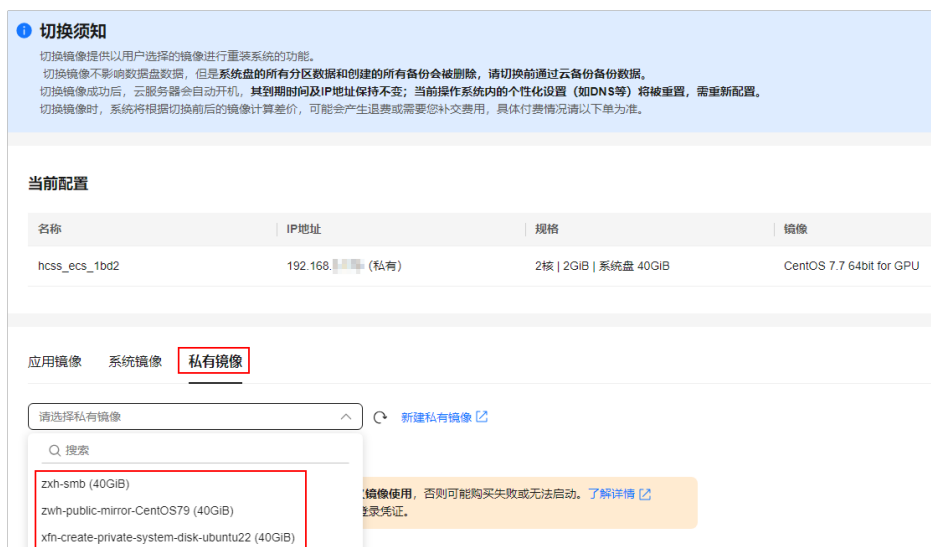 切换须知
切换镜像提供以用户选择的镜像进行重装系统的功能。
切换镜像不影响数据盘数据，但是系统盘的所有分区数据和创建的所有备份会被删除，请切换前通过云备份备份数据。
切换镜像成功后，云服务器会自动开机，其到期时间及IP地址保持不变；当前操作系统内的个性化设置（如DNS等）将被重置，需重新配置。
切换镜像时，系统将根据切换前后的镜像计算差价，可能会产生退费或需要您补交费用，具体付费情况请以下单为准。
当前配置
名称 IP地址 规格 镜像
hcss_ecs_1bd2 192.168. (私有) 2核 | 2GiB | 系统盘 40GiB CentOS 7.7 64bit for GPU
应用镜像 系统镜像 私有镜像
请选择私有镜像 新建私有镜像
搜索
zxh-smb (40GiB)
镜像使用，否则可能购买失败或无法启动。了解详情
zwh-public-mirror-CentOS79 (40GiB)
登录凭证。
xfn-create-private-system-disk-ubuntu22 (40GiB)